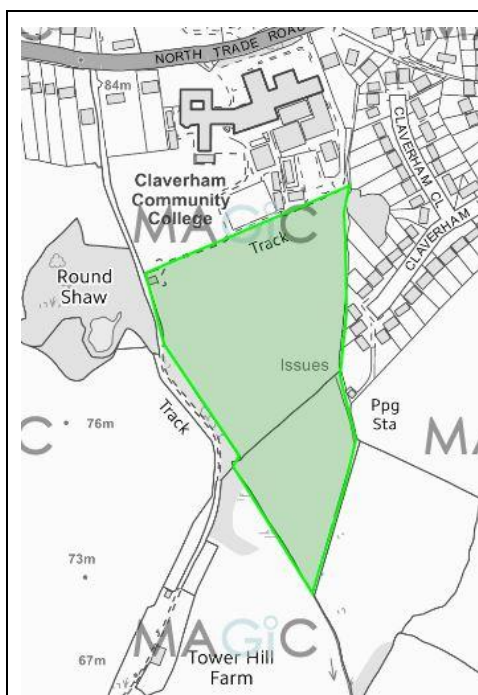 NORTH TRADE ROAD
84m
Claverham
Community
College
MAGiC
Track
CLAVERHAM CL
CLAVERHAM
Round
Shaw
Issues
Ppg
Sta
Track
76m
MA
C
73m
MAGiC
67m
Tower Hill
Farm